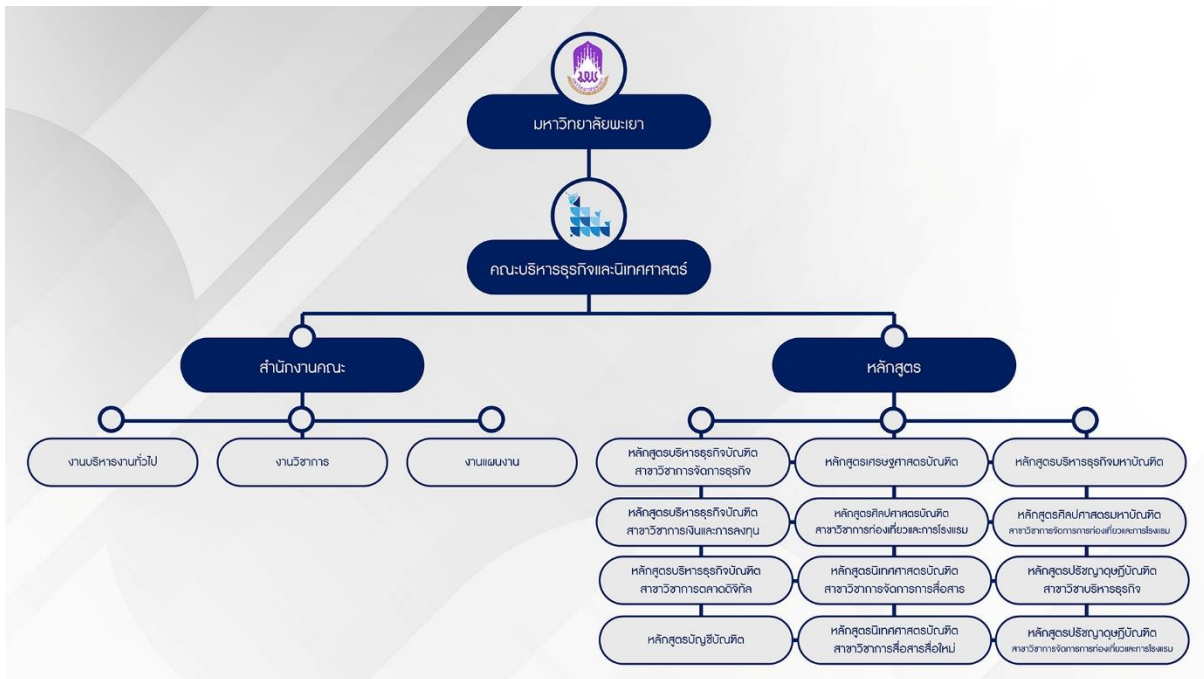 มหาวิทยาลัยพะเยา
คณะบริหารธุรกิจและนิเทศศาสตร์
สำนักงานคณะ
หลักสูตร
งานบริหารงานทั่วไป
งานวิชาการ
งานแผนงาน
หลักสูตรบริหารธุรกิจบัณฑิต
สาขาวิชาการจัดการธุรกิจ
หลักสูตรเศรษฐศาสตรบัณฑิต
หลักสูตรบริหารธุรกิจมหาบัณฑิต
หลักสูตรบริหารธุรกิจบัณฑิต
สาขาวิชาการเงินและการลงทุน
หลักสูตรศิลปศาสตรบัณฑิต
สาขาวิชาการท่องเที่ยวและการโรงแรม
หลักสูตรศิลปศาสตรมหาบัณฑิต
สาขาวิชาการจัดการการท่องเที่ยวและการโรงแรม
หลักสูตรบริหารธุรกิจบัณฑิต
สาขาวิชาการตลาดดิจิทัล
หลักสูตรนิเทศศาสตรบัณฑิต
สาขาวิชาการจัดการการสื่อสาร
หลักสูตรปรัชญาดุษฎีบัณฑิต
สาขาวิชาบริหารธุรกิจ
หลักสูตรบัญชีบัณฑิต
หลักสูตรนิเทศศาสตรบัณฑิต
สาขาวิชาการสื่อสารสื่อใหม่
หลักสูตรปรัชญาดุษฎีบัณฑิต
สาขาวิชาการจัดการการท่องเที่ยวและการโรงแรม